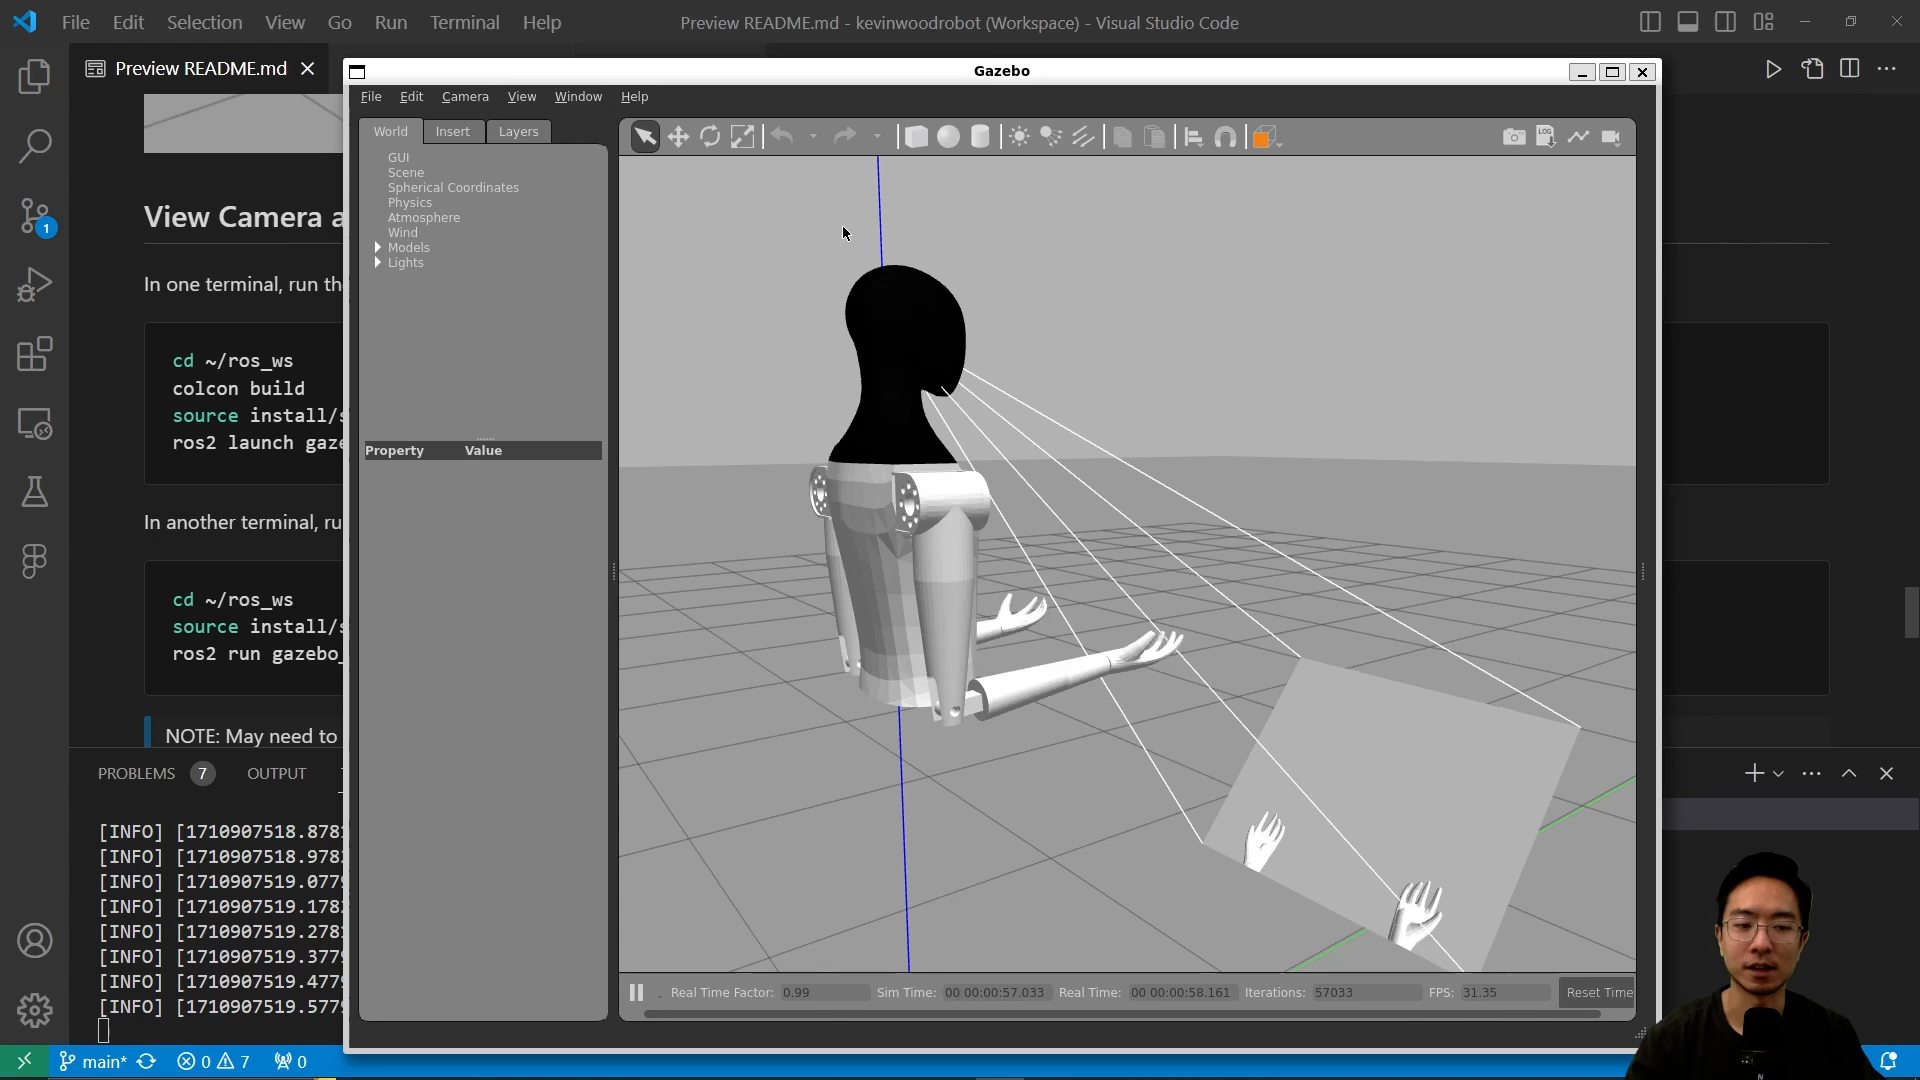 File Edit Selection View Go Run Terminal Help
Preview README.md - kevinwoodrobot (Workspace) - Visual Studio Code
Preview README.md
Gazebo
File Edit Camera View Window Help
World Insert Layers
GUI
Scene
Spherical Coordinates
Physics
Atmosphere
Wind
Models
Lights
Property Value
LOG
1
View Camera a
In one terminal, run th
cd ~/ros_ws
colcon build
source install/s
ros2 launch gaze
In another terminal, ru
cd ~/ros_ws
source install/s
ros2 run gazebo_
NOTE: May need to
PROBLEMS 7 OUTPUT
[INFO] [1710907518.878
[INFO] [1710907518.978
[INFO] [1710907519.077
[INFO] [1710907519.178
[INFO] [1710907519.278
[INFO] [1710907519.377
[INFO] [1710907519.477
[INFO] [1710907519.577
Real Time Factor: 0.99 Sim Time: 00 00:00:57.033 Real Time: 00 00:00:58.161 Iterations: 57033 FPS: 31.35 Reset Time
main* 0 7 0